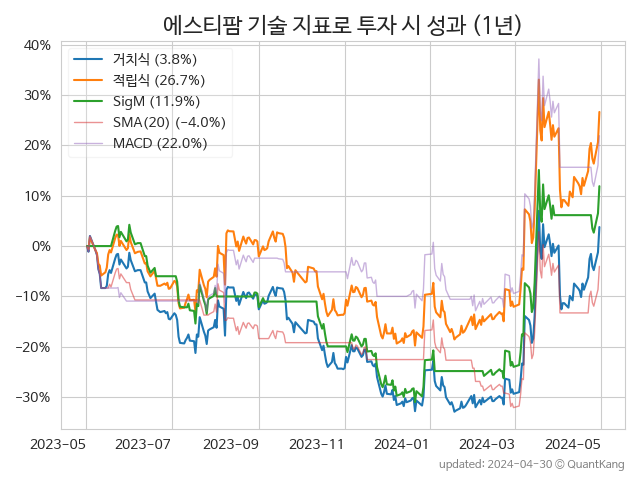 에스티팜 기술 지표로 투자 시 성과 (1년)
40%
30%
20%
10%
0%
−10%
−20%
−30%
거치식 (3.8%)
적립식 (26.7%)
SigM (11.9%)
SMA(20) (−4.0%)
MACD (22.0%)
2023-05
2023-07
2023-09
2023-11
2024-01
2024-03
2024-05
updated: 2024-04-30 ⓒ QuantKang